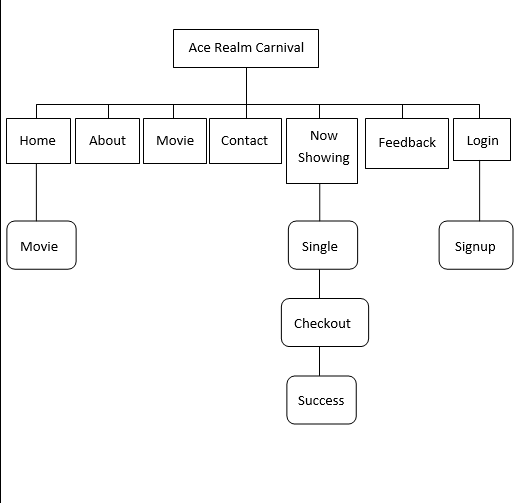 Ace Realm Carnival
Home
About
Movie
Contact
Now
Showing
Feedback
Login
Movie
Single
Signup
Checkout
Success